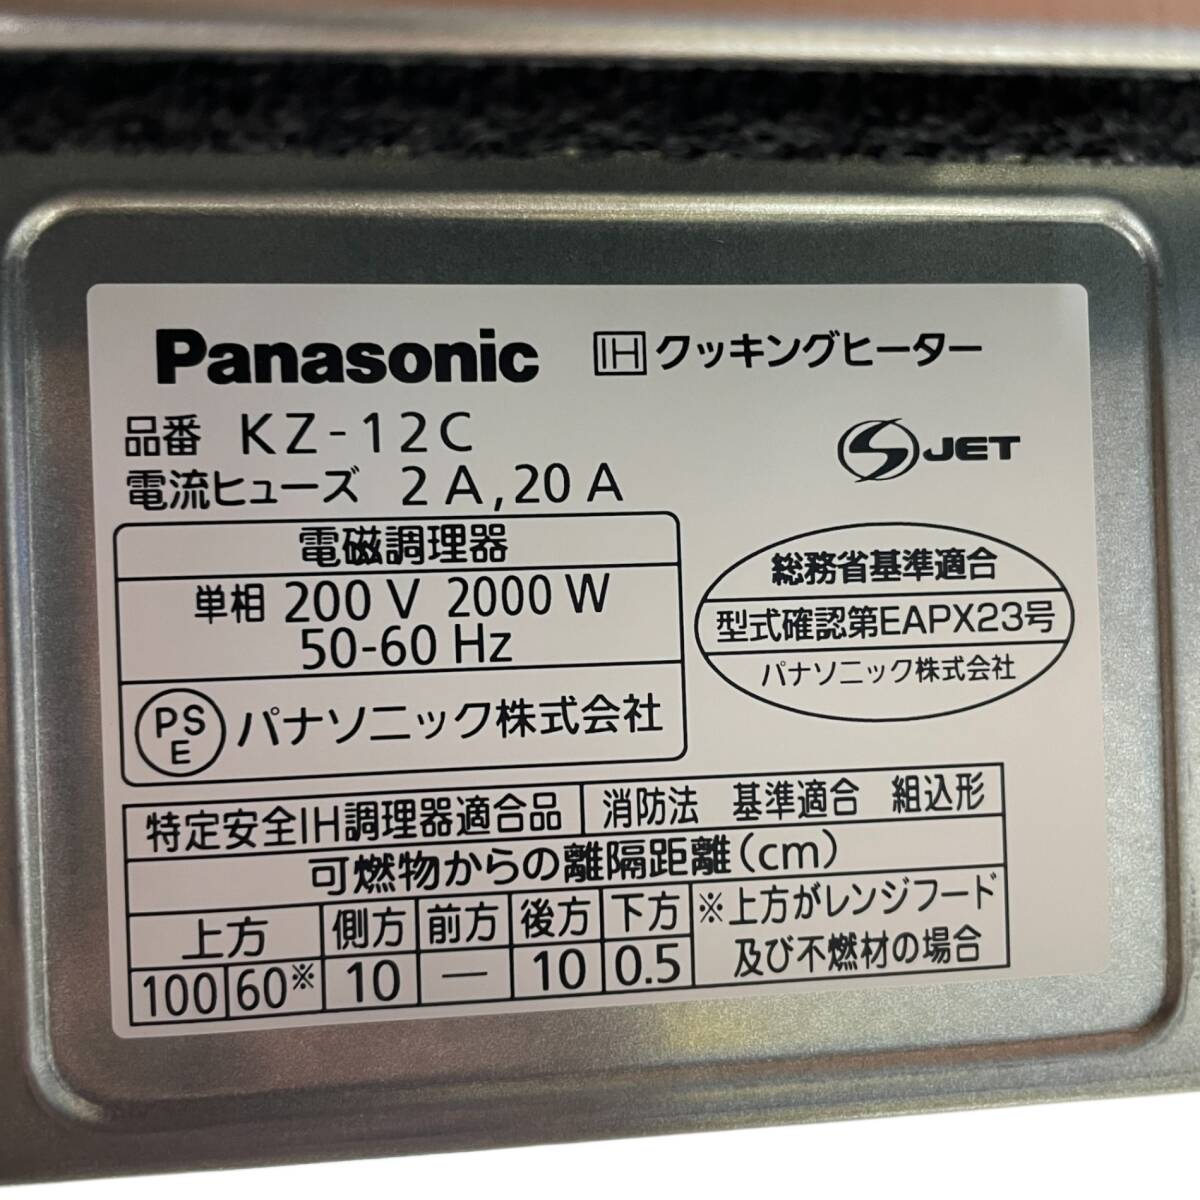 Panasonic IHクッキングヒーター
品番 KZ-12C
電流ヒューズ 2A,20A
JET
電磁調理器
単相 200V 2000W
50-60Hz
PSE パナソニック株式会社
総務省基準適合
型式確認第EAPX23号
パナソニック株式会社
特定安全IH調理器適合品 消防法 基準適合 組込形
可燃物からの離隔距離(cm)
上方 側方 前方 後方 下方
100 60※ 10 — 10 0.5
※上方がレンジフード
及び不燃材の場合